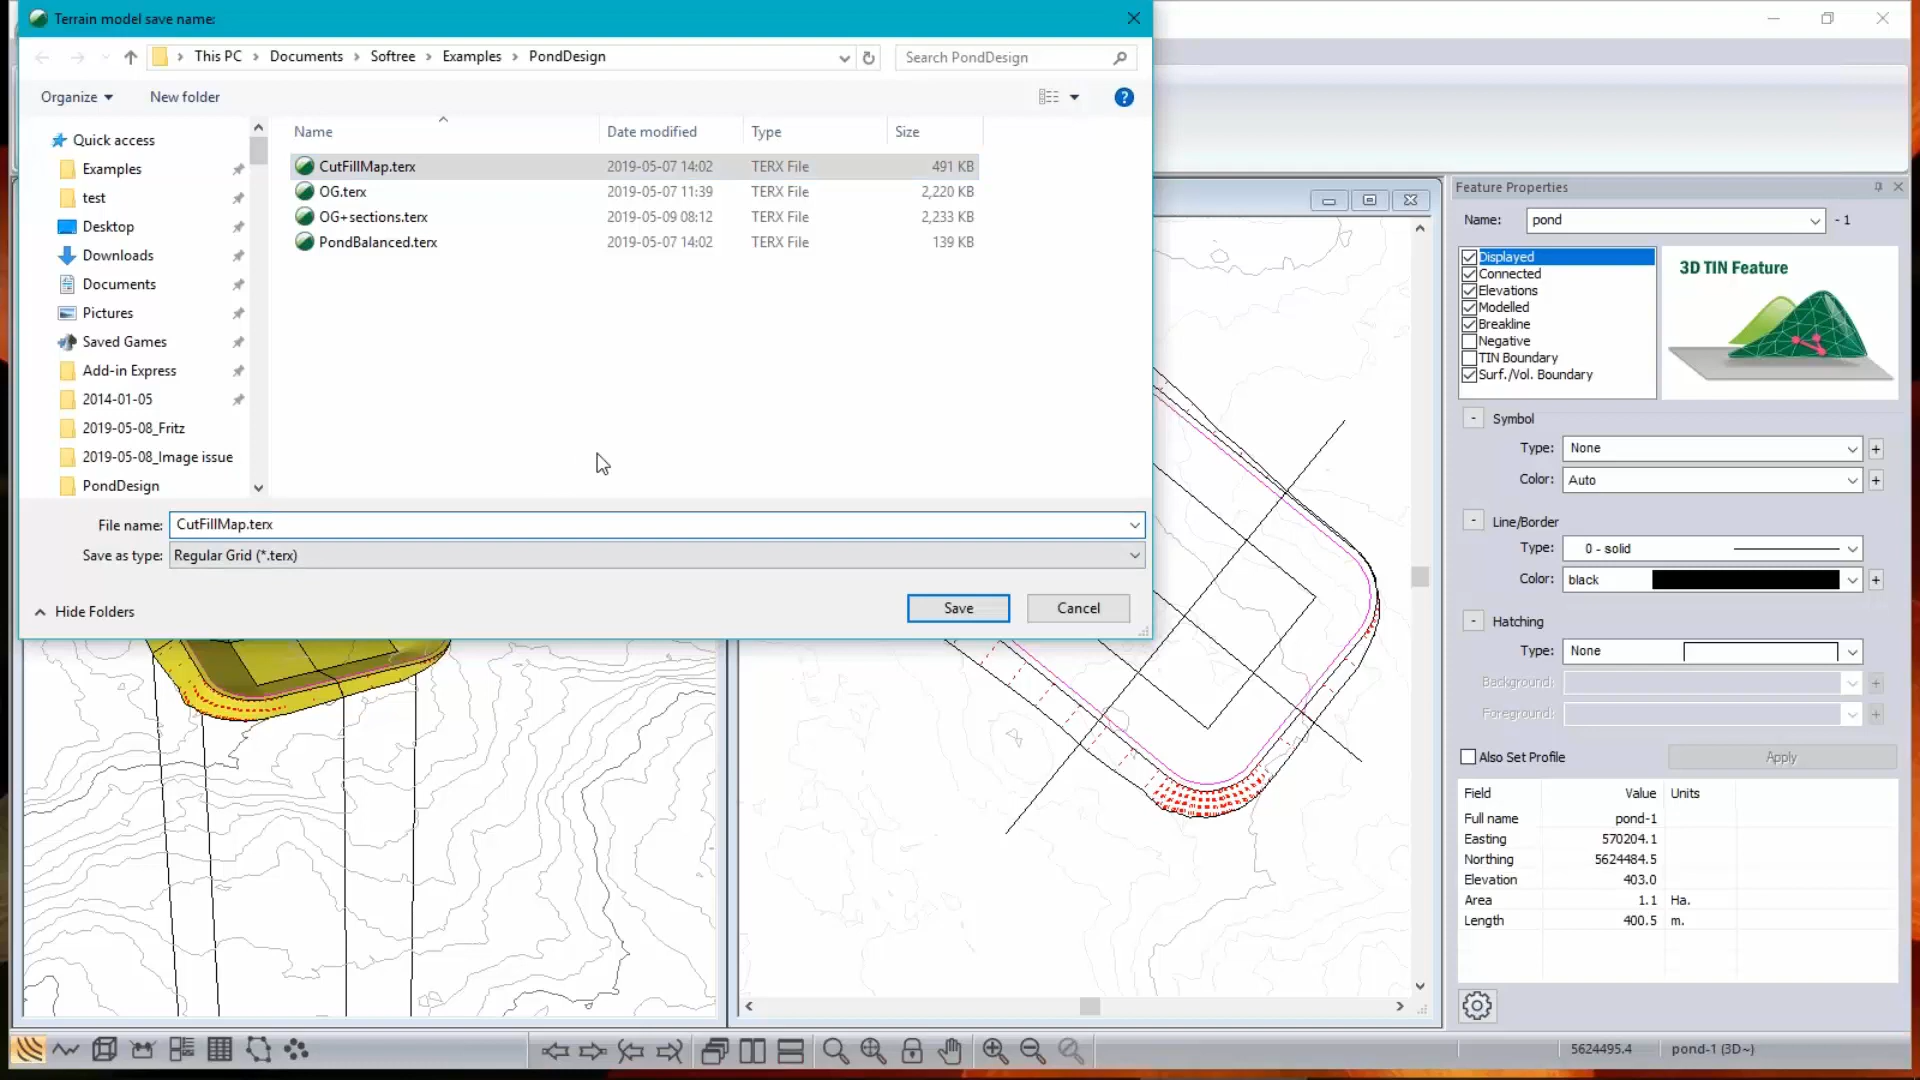 Terrain model save name:
This PC > Documents > Softree > Examples > PondDesign
Search PondDesign
Organize
New folder
Name
Date modified
Type
Size
Quick access
Examples
test
Desktop
Downloads
Documents
Pictures
Saved Games
Add-in Express
2014-01-05
2019-05-08_Fritz
2019-05-08_Image issue
PondDesign
CutFillMap.terx 2019-05-07 14:02 TERX File 491 KB
OG.terx 2019-05-07 11:39 TERX File 2,220 KB
OG+sections.terx 2019-05-09 08:12 TERX File 2,233 KB
PondBalanced.terx 2019-05-07 14:02 TERX File 139 KB
File name: CutFillMap.terx
Save as type: Regular Grid (*.terx)
Hide Folders
Save
Cancel
Feature Properties
Name: pond - 1
Displayed
Connected
Elevations
Modelled
Breakline
Negative
TIN Boundary
Surf./Vol. Boundary
3D TIN Feature
- Symbol
Type: None +
Color: Auto +
- Line/Border
Type: 0 - solid
Color: black +
- Hatching
Type: None
Background: +
Foreground: +
Also Set Profile
Apply
Field Value Units
Full name pond-1
Easting 570204.1
Northing 5624484.5
Elevation 403.0
Area 1.1 Ha.
Length 400.5 m.
5624495.4
pond-1 (3D~)